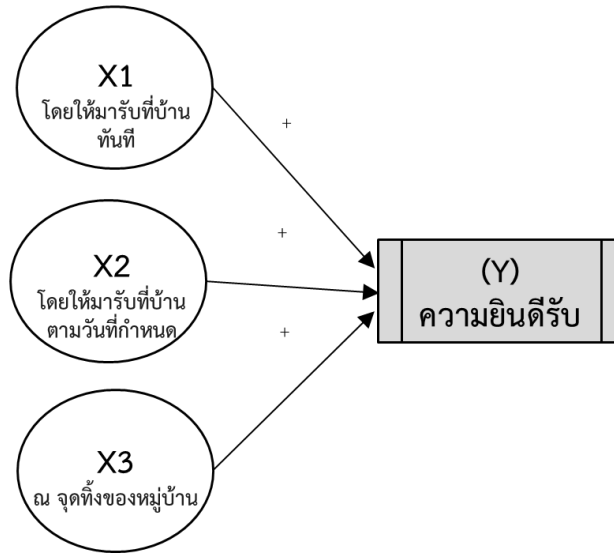 X1
โดยให้มารับที่บ้าน
ทันที
+
+
X2
โดยให้มารับที่บ้าน
ตามวันที่กำหนด
(Y)
ความยินดีรับ
+
X3
ณ จุดทิ้งของหมู่บ้าน